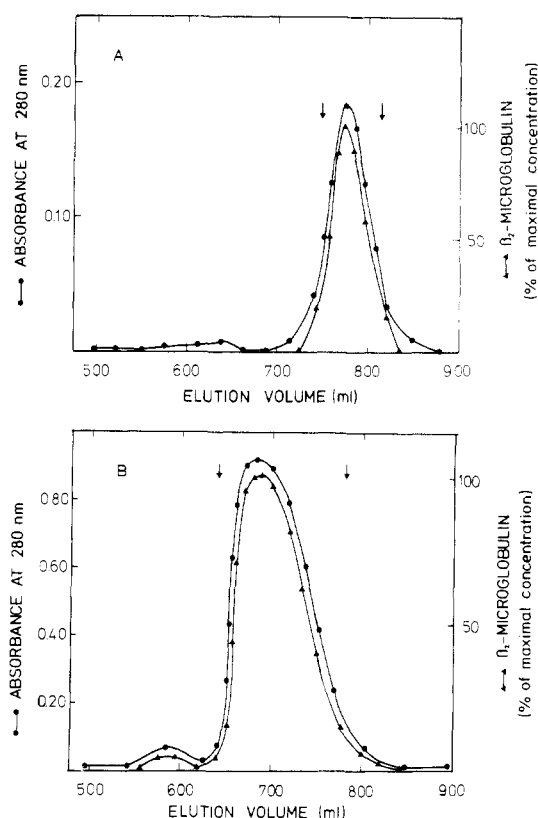 A
ABSORBANCE AT 280 nm
0.20
0.10
100
50
β₂-MICROGLOBULIN
(% of maximal concentration)
500 600 700 800 900
ELUTION VOLUME (ml)
B
ABSORBANCE AT 280 nm
0.80
0.60
0.40
0.20
100
50
β₂-MICROGLOBULIN
(% of maximal concentration)
500 600 700 800 900
ELUTION VOLUME (ml)